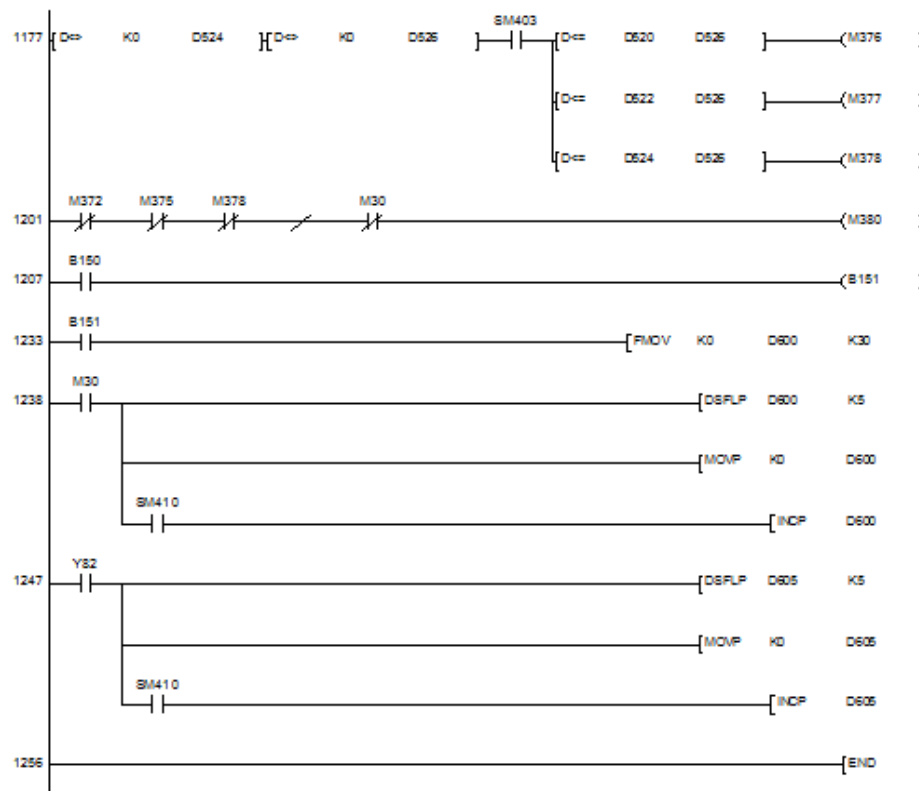 SM403
1177 [D<> K0 D524 ][D<> K0 D526 ] [D<= D520 D526 ] (M376 )
[D<= D522 D526 ] (M377 )
[D<= D524 D526 ] (M378 )
M372 M375 M378 M30
1201 (M380 )
B150
1207 (B151 )
B151
1233 [FMOV K0 D600 K30
M30
1238 [DSFLP D600 K5
[MOVP K0 D600
SM410
[INCP D600
Y82
1247 [DSFLP D605 K5
[MOVP K0 D605
SM410
[INCP D605
1256 [END